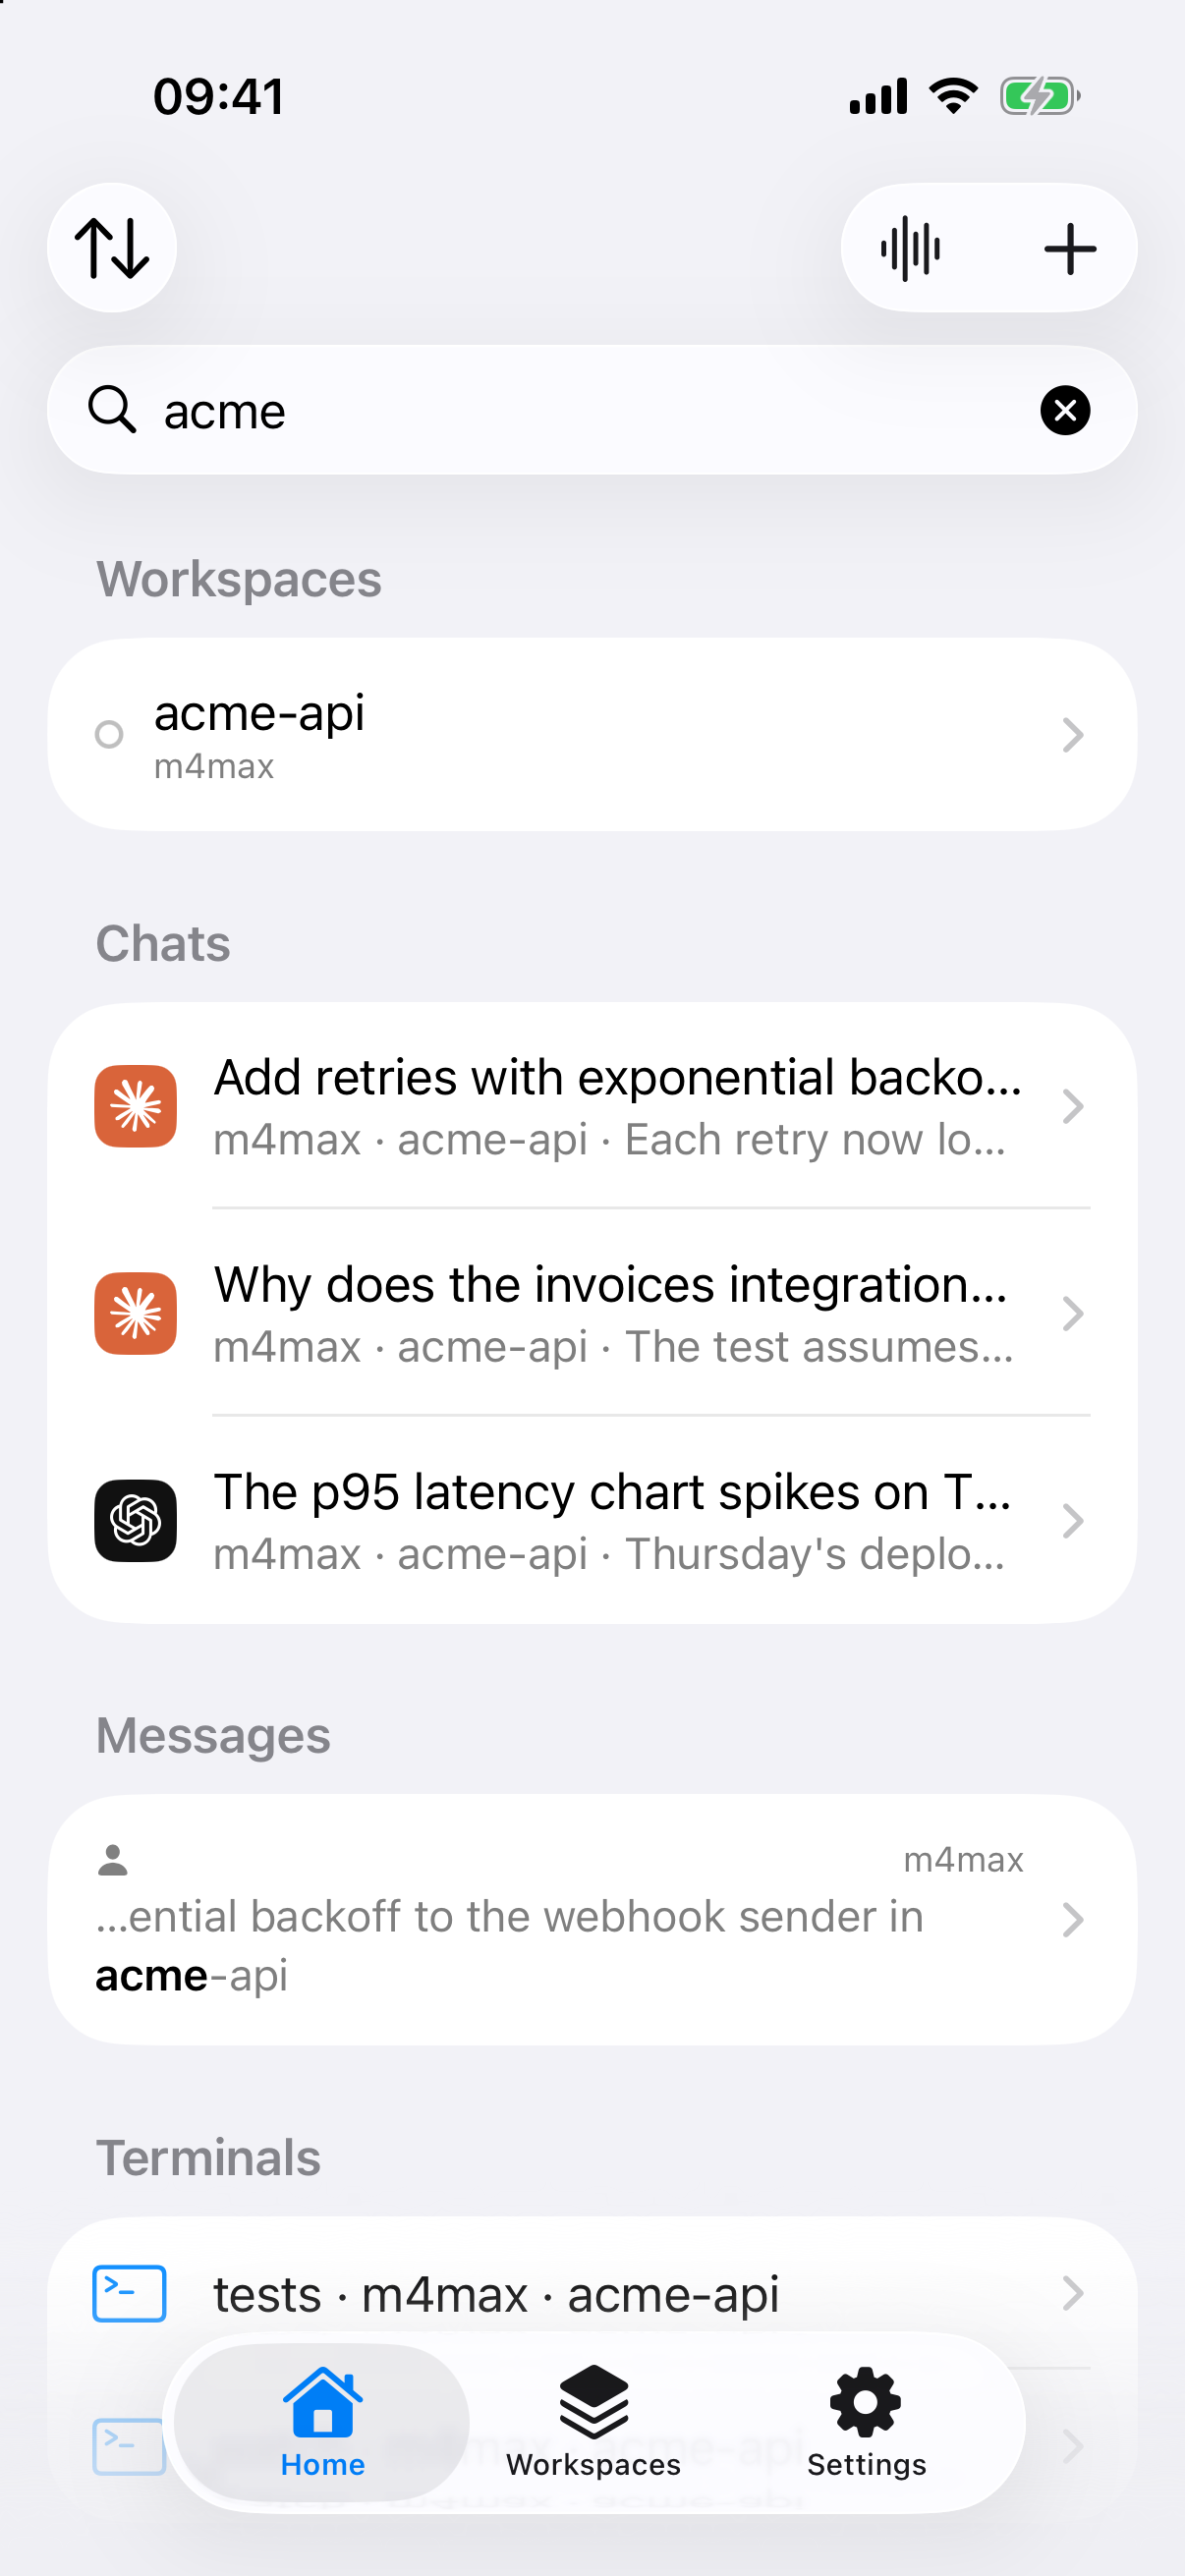 09:41
acme
Workspaces
acme-api
m4max
Chats
Add retries with exponential backo...
m4max · acme-api · Each retry now lo...
Why does the invoices integration...
m4max · acme-api · The test assumes...
The p95 latency chart spikes on T...
m4max · acme-api · Thursday's deplo...
Messages
m4max
...ential backoff to the webhook sender in
acme-api
Terminals
tests · m4max · acme-api
Home
Workspaces
Settings